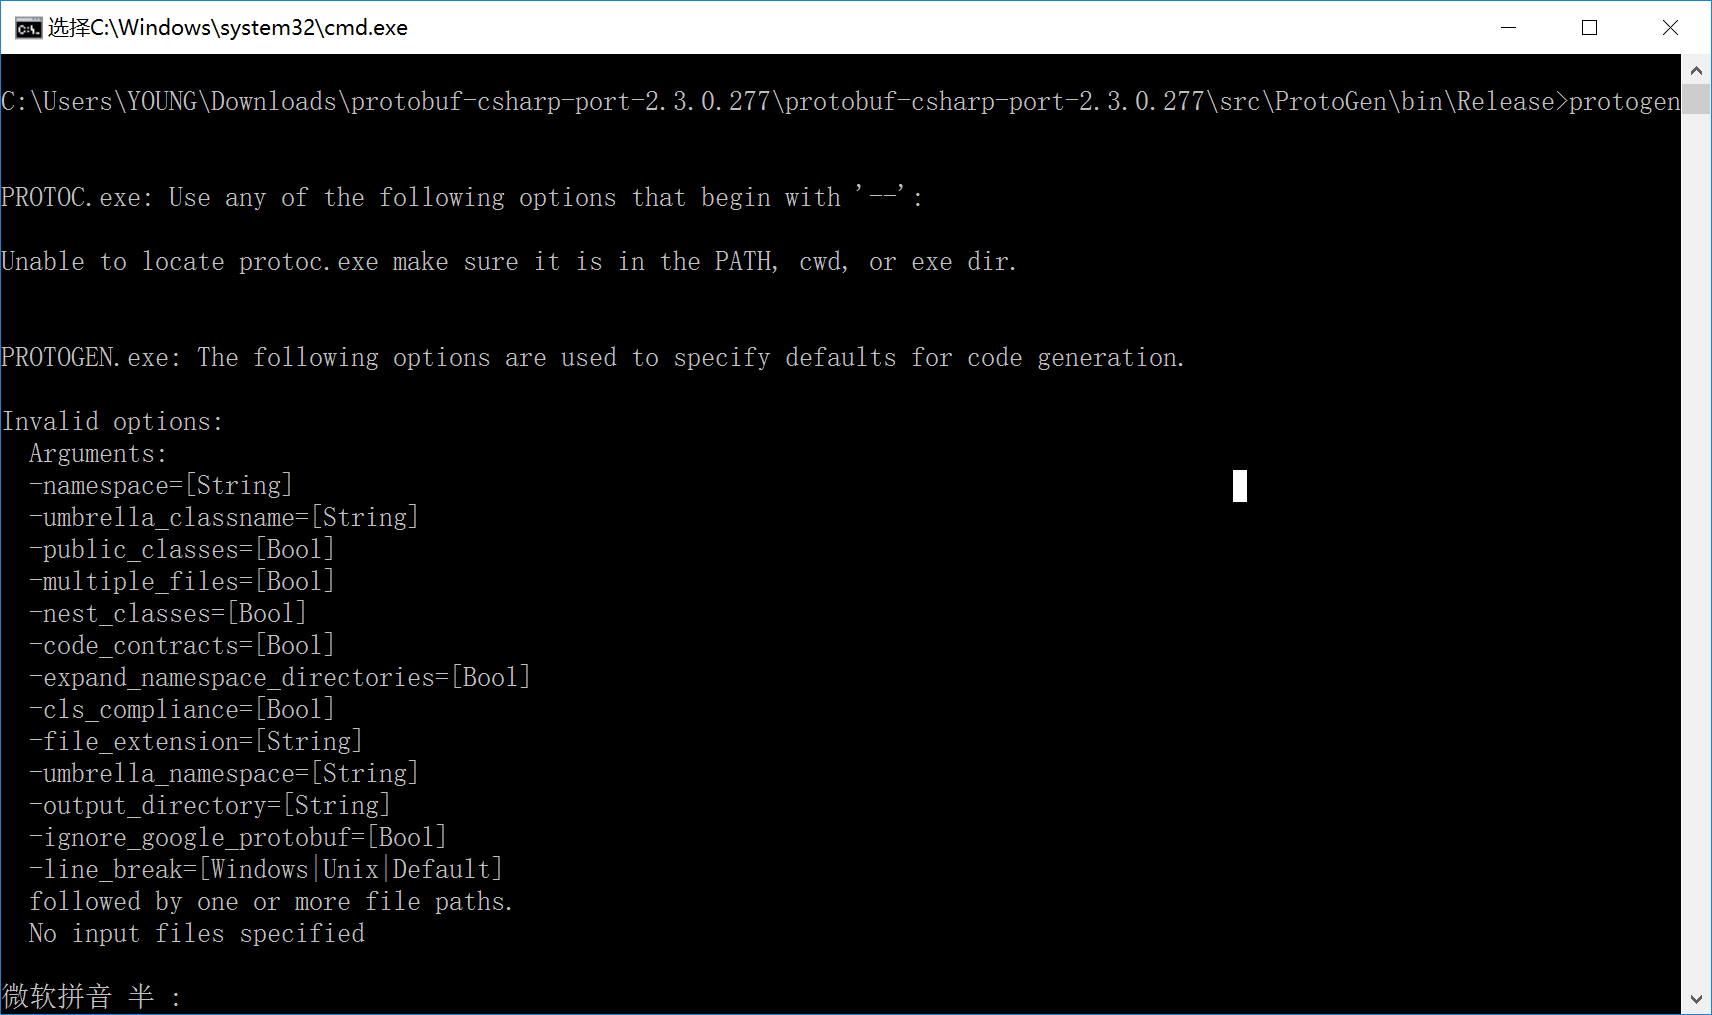 选择C:\Windows\system32\cmd.exe
C:\Users\YOUNG\Downloads\protobuf-csharp-port-2.3.0.277\protobuf-csharp-port-2.3.0.277\src\ProtoGen\bin\Release>protogen
PROTOC.exe: Use any of the following options that begin with '--':
Unable to locate protoc.exe make sure it is in the PATH, cwd, or exe dir.
PROTOGEN.exe: The following options are used to specify defaults for code generation.
Invalid options:
Arguments:
-namespace=[String]
-umbrella_classname=[String]
-public_classes=[Bool]
-multiple_files=[Bool]
-nest_classes=[Bool]
-code_contracts=[Bool]
-expand_namespace_directories=[Bool]
-cls_compliance=[Bool]
-file_extension=[String]
-umbrella_namespace=[String]
-output_directory=[String]
-ignore_google_protobuf=[Bool]
-line_break=[Windows|Unix|Default]
followed by one or more file paths.
No input files specified
微软拼音 半 :